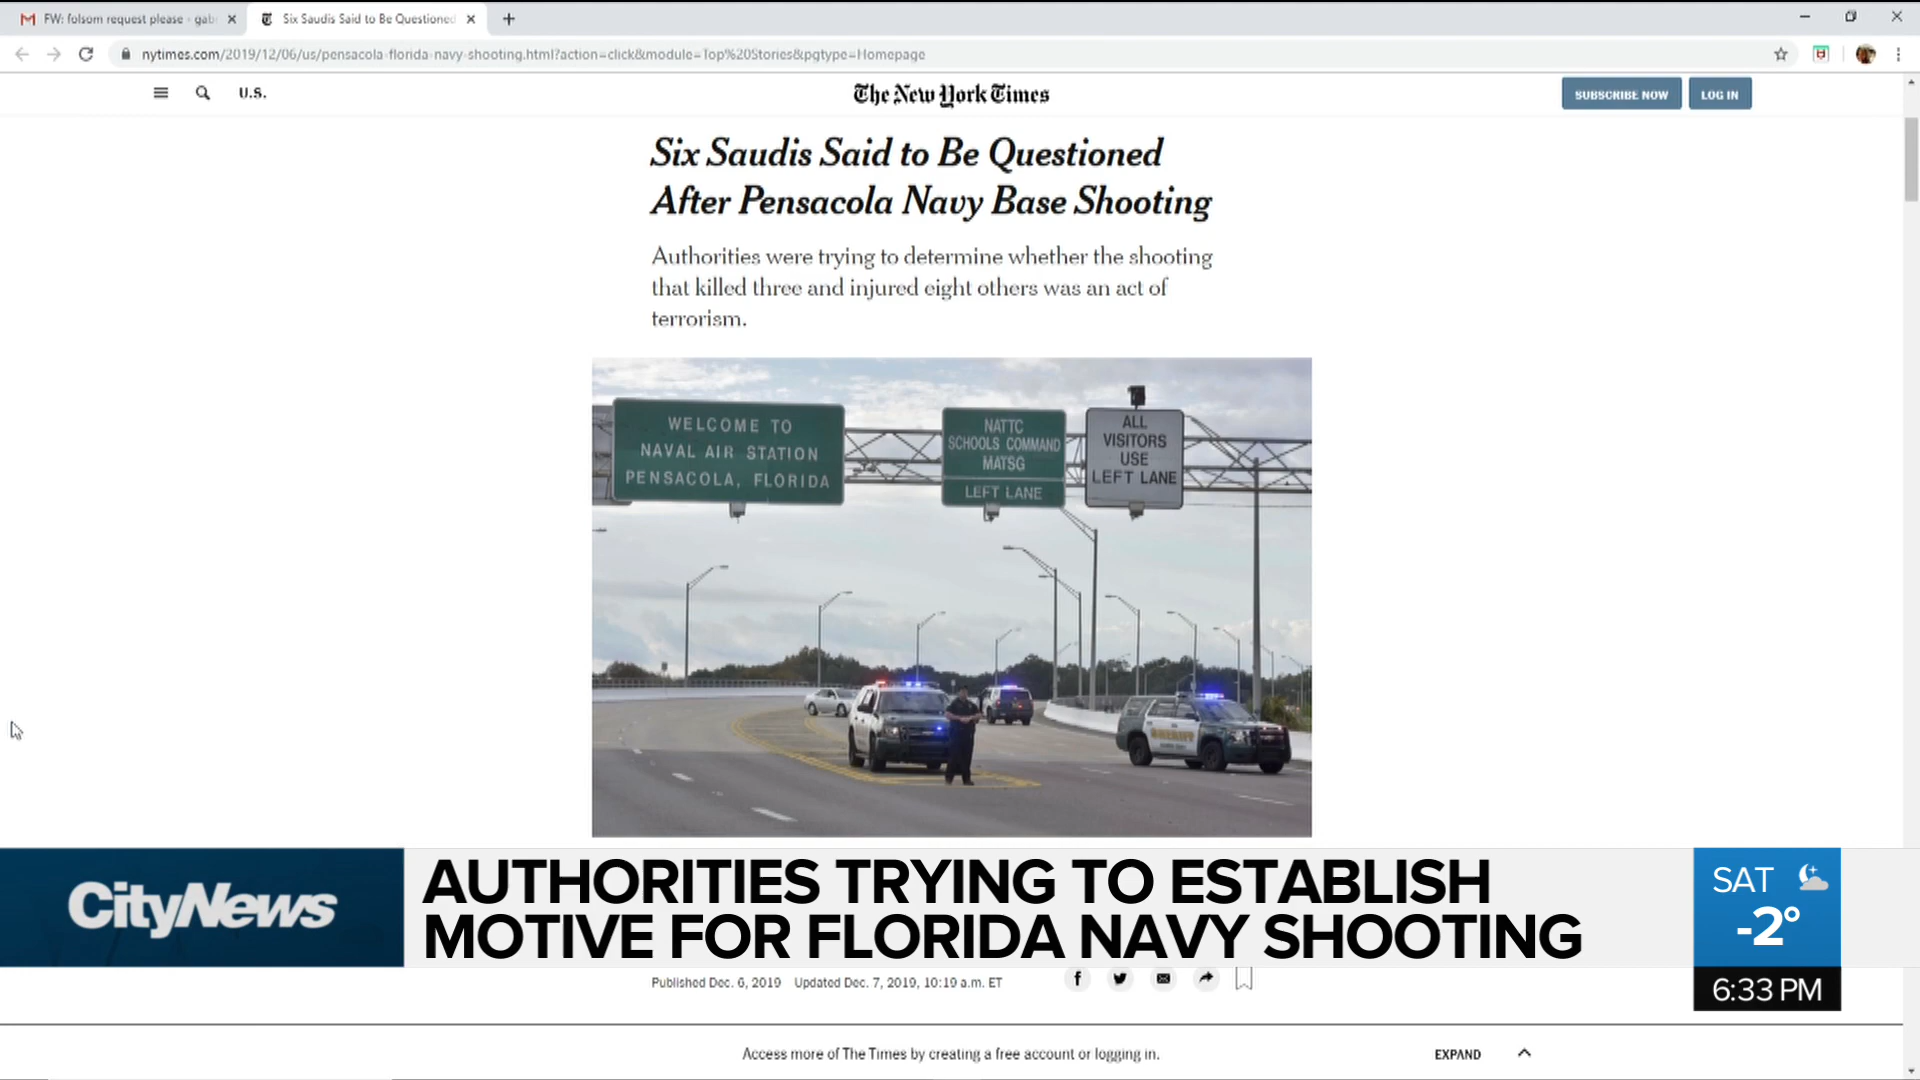 FW: folsom request please - gab
Six Saudis Said to Be Questioned
nytimes.com/2019/12/06/us/pensacola-florida-navy-shooting.html?action=click&module=Top%20Stories&pgtype=Homepage
U.S.
The New York Times
SUBSCRIBE NOW
LOG IN
Six Saudis Said to Be Questioned
After Pensacola Navy Base Shooting
Authorities were trying to determine whether the shooting
that killed three and injured eight others was an act of
terrorism.
WELCOME TO
NAVAL AIR STATION
PENSACOLA, FLORIDA
NATTC
SCHOOLS COMMAND
MATSG
LEFT LANE
ALL
VISITORS
USE
LEFT LANE
SHERIFF
CityNews
AUTHORITIES TRYING TO ESTABLISH
MOTIVE FOR FLORIDA NAVY SHOOTING
SAT
-2°
6:33 PM
Published Dec. 6, 2019 Updated Dec. 7, 2019, 10:19 a.m. ET
Access more of The Times by creating a free account or logging in.
EXPAND